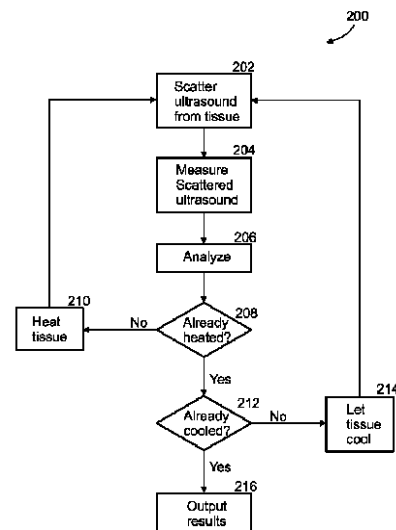 200
202
Scatter
ultrasound
from tissue
204
Measure
Scattered
ultrasound
206
Analyze
210
Heat
tissue
No
208
Already
heated?
Yes
212
Already
cooled?
No
214
Let
tissue
cool
Yes
216
Output
results